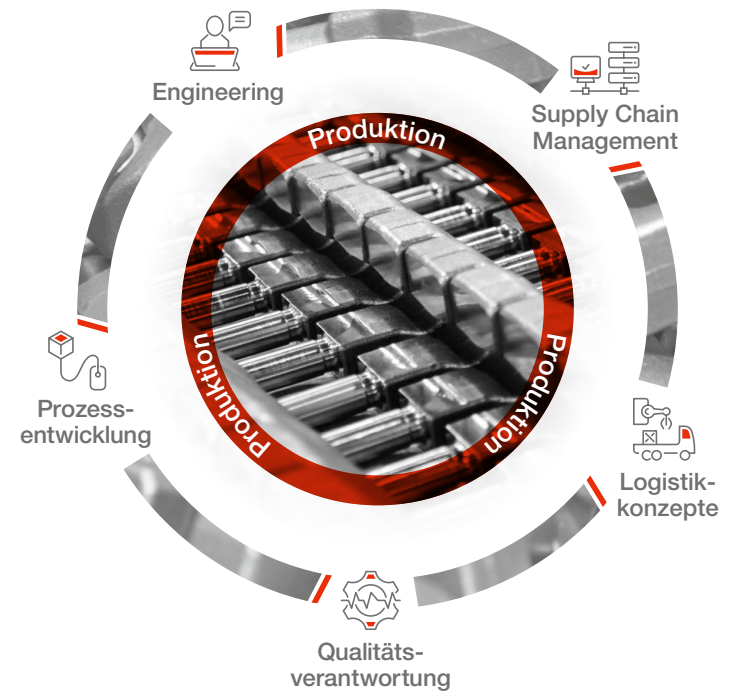 Engineering
Supply Chain
Management
Produktion
Produktion
Produktion
Prozess-
entwicklung
Logistik-
konzepte
Qualitäts-
verantwortung